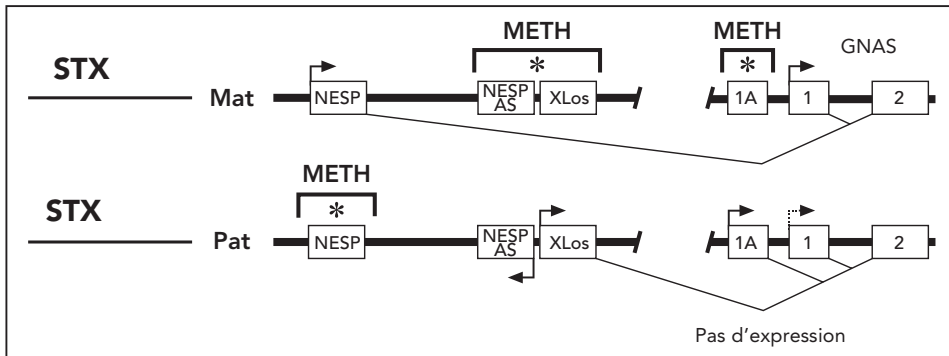 METH METH
GNAS
STX
* *
Mat NESP NESP AS XLos 1A 1 2
METH
STX
*
Pat NESP NESP AS XLos 1A 1 2
Pas d'expression